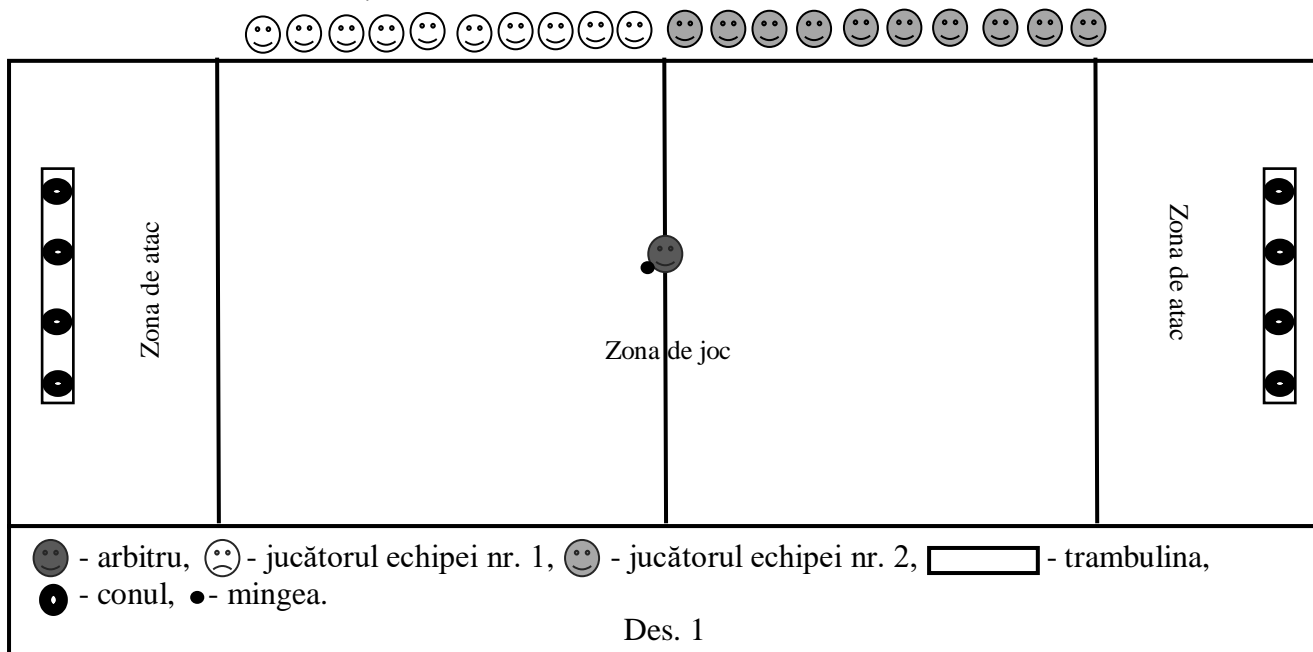 Zona de atac
Zona de joc
Zona de atac
- arbitru, - jucătorul echipei nr. 1, - jucătorul echipei nr. 2, - trambulina,
- conul, - mingea.
Des. 1